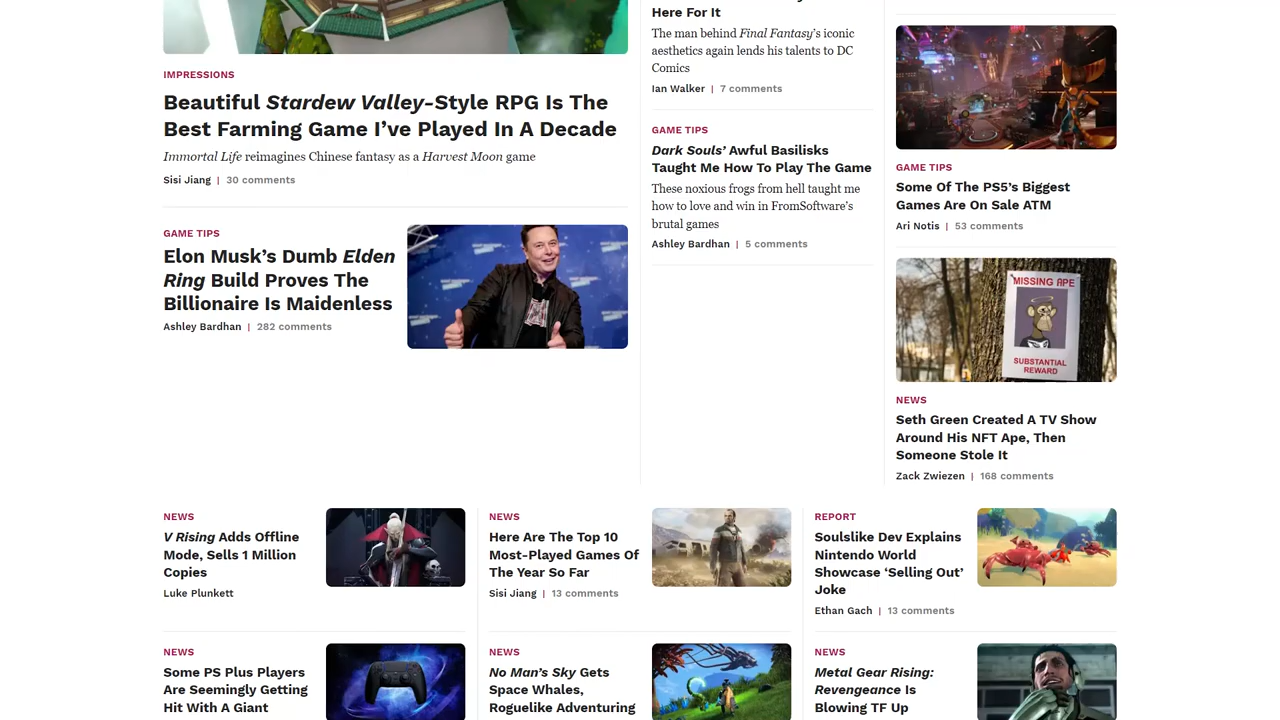 IMPRESSIONS
Beautiful Stardew Valley-Style RPG Is The
Best Farming Game I’ve Played In A Decade
Immortal Life reimagines Chinese fantasy as a Harvest Moon game
Sisi Jiang | 30 comments
GAME TIPS
Elon Musk’s Dumb Elden
Ring Build Proves The
Billionaire Is Maidenless
Ashley Bardhan | 282 comments
Here For It
The man behind Final Fantasy’s iconic
aesthetics again lends his talents to DC
Comics
Ian Walker | 7 comments
GAME TIPS
Dark Souls’ Awful Basilisks
Taught Me How To Play The Game
These noxious frogs from hell taught me
how to love and win in FromSoftware’s
brutal games
Ashley Bardhan | 5 comments
GAME TIPS
Some Of The PS5’s Biggest
Games Are On Sale ATM
Ari Notis | 53 comments
MISSING APE
SUBSTANTIAL
REWARD
NEWS
Seth Green Created A TV Show
Around His NFT Ape, Then
Someone Stole It
Zack Zwiezen | 168 comments
NEWS
V Rising Adds Offline
Mode, Sells 1 Million
Copies
Luke Plunkett
NEWS
Here Are The Top 10
Most-Played Games Of
The Year So Far
Sisi Jiang | 13 comments
REPORT
Soulslike Dev Explains
Nintendo World
Showcase ‘Selling Out’
Joke
Ethan Gach | 13 comments
NEWS
Some PS Plus Players
Are Seemingly Getting
Hit With A Giant
NEWS
No Man’s Sky Gets
Space Whales,
Roguelike Adventuring
NEWS
Metal Gear Rising:
Revengeance Is
Blowing TF Up